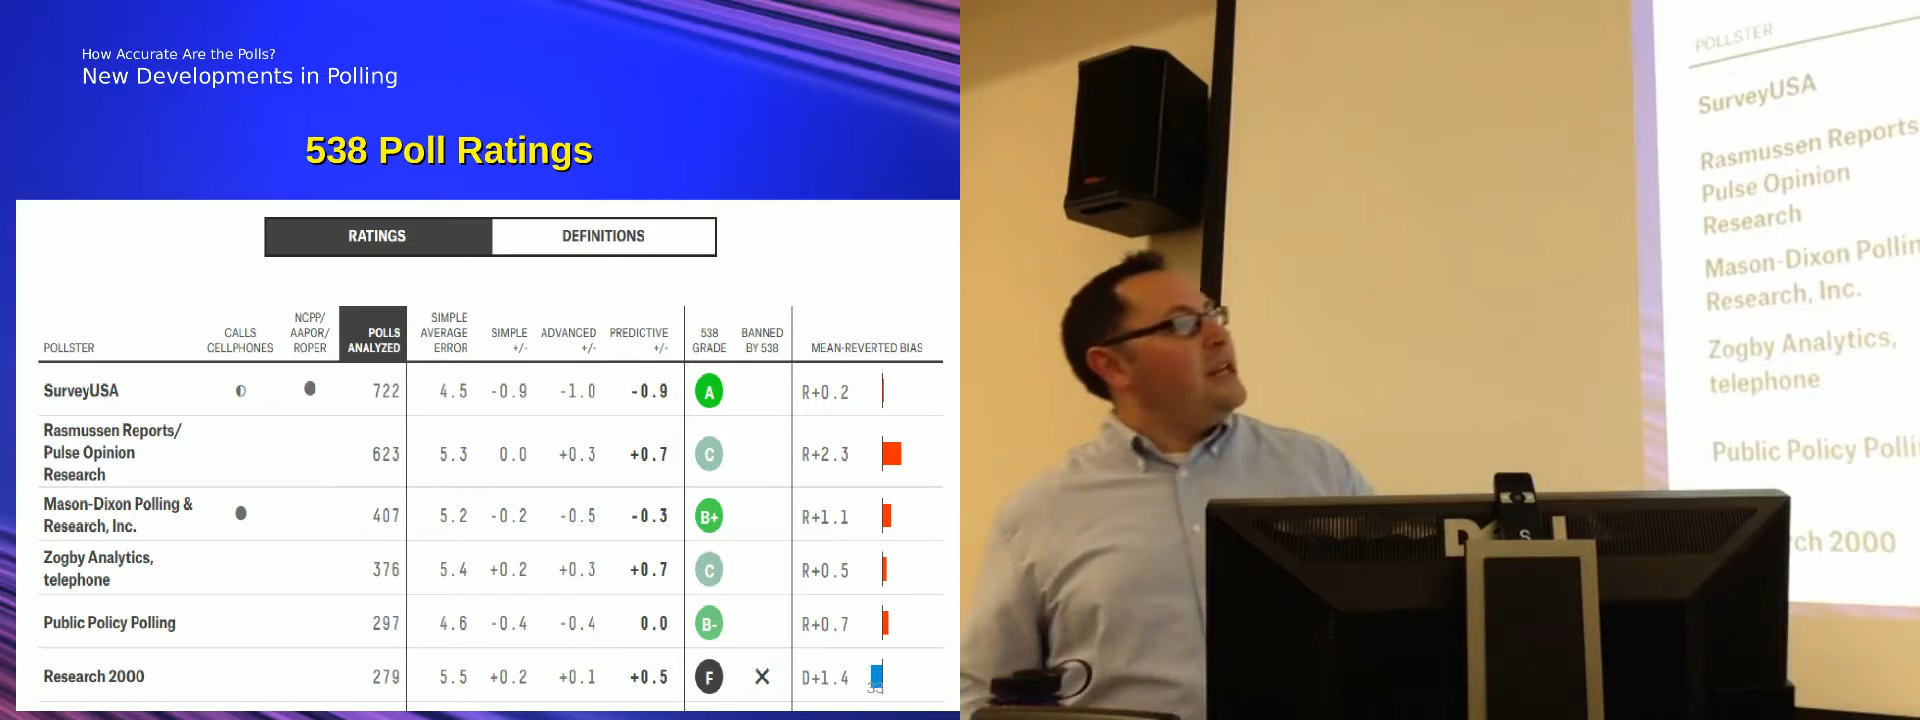 How Accurate Are the Polls?
New Developments in Polling
538 Poll Ratings
RATINGS DEFINITIONS
POLLSTER CALLS CELLPHONES NCPP/ AAPOR/ ROPER POLLS ANALYZED SIMPLE AVERAGE ERROR SIMPLE +/- ADVANCED +/- PREDICTIVE +/- 538 GRADE BANNED BY 538 MEAN-REVERTED BIAS
SurveyUSA 722 4.5 -0.9 -1.0 -0.9 A R+0.2
Rasmussen Reports/
Pulse Opinion 623 5.3 0.0 +0.3 +0.7 C R+2.3
Research
Mason-Dixon Polling &
Research, Inc. 407 5.2 -0.2 -0.5 -0.3 B+ R+1.1
Zogby Analytics,
telephone 376 5.4 +0.2 +0.3 +0.7 C R+0.5
Public Policy Polling 297 4.6 -0.4 -0.4 0.0 B- R+0.7
Research 2000 279 5.5 +0.2 +0.1 +0.5 F X D+1.4
33
POLLSTER
SurveyUSA
Rasmussen Reports
Pulse Opinion
Research
Mason-Dixon Pollin
Research, Inc.
Zogby Analytics,
telephone
Public Policy Polli
rch 2000